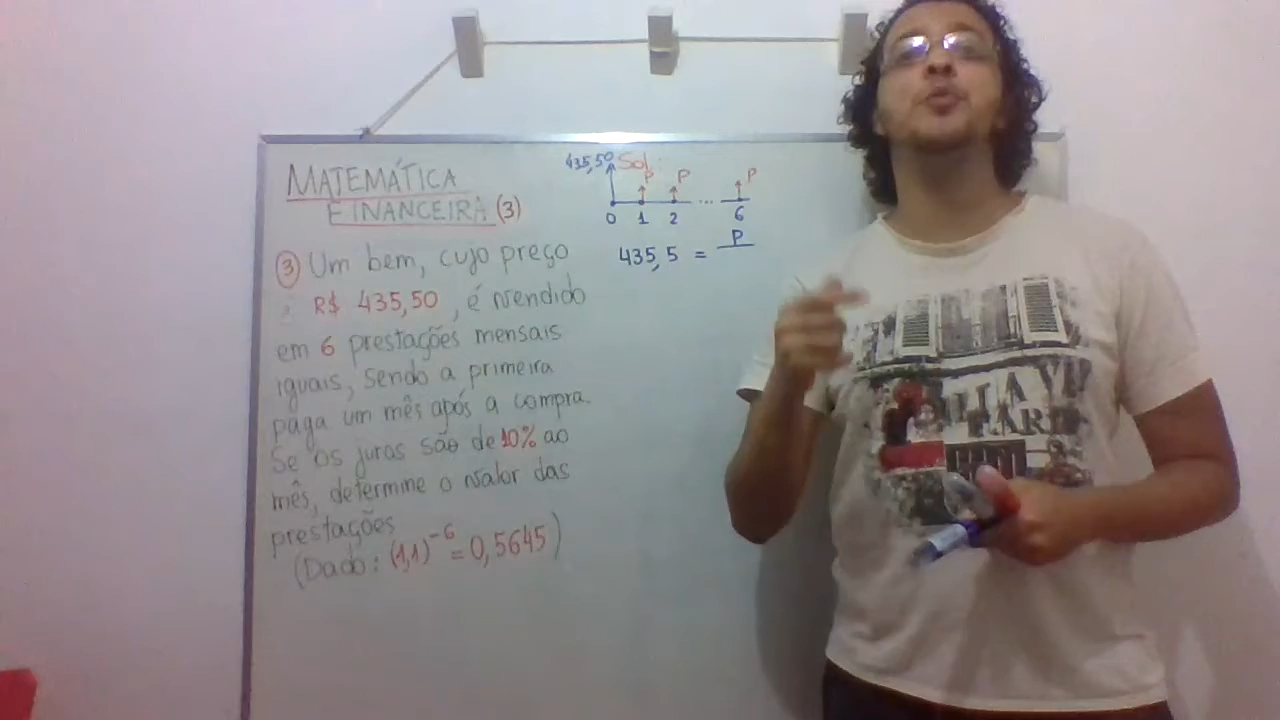 MATEMÁTICA
FINANCEIRA (3)
3 Um bem, cujo preço
R$ 435,50, é vendido
em 6 prestações mensais
iguais, sendo a primeira
paga um mês após a compra.
Se os juros são de 10% ao
mês, determine o valor das
prestações
(Dado: (1,1)⁻⁶ = 0,5645)
435,50 Sol:
P P P
0 1 2 ... 6
435,5 = P
PARI